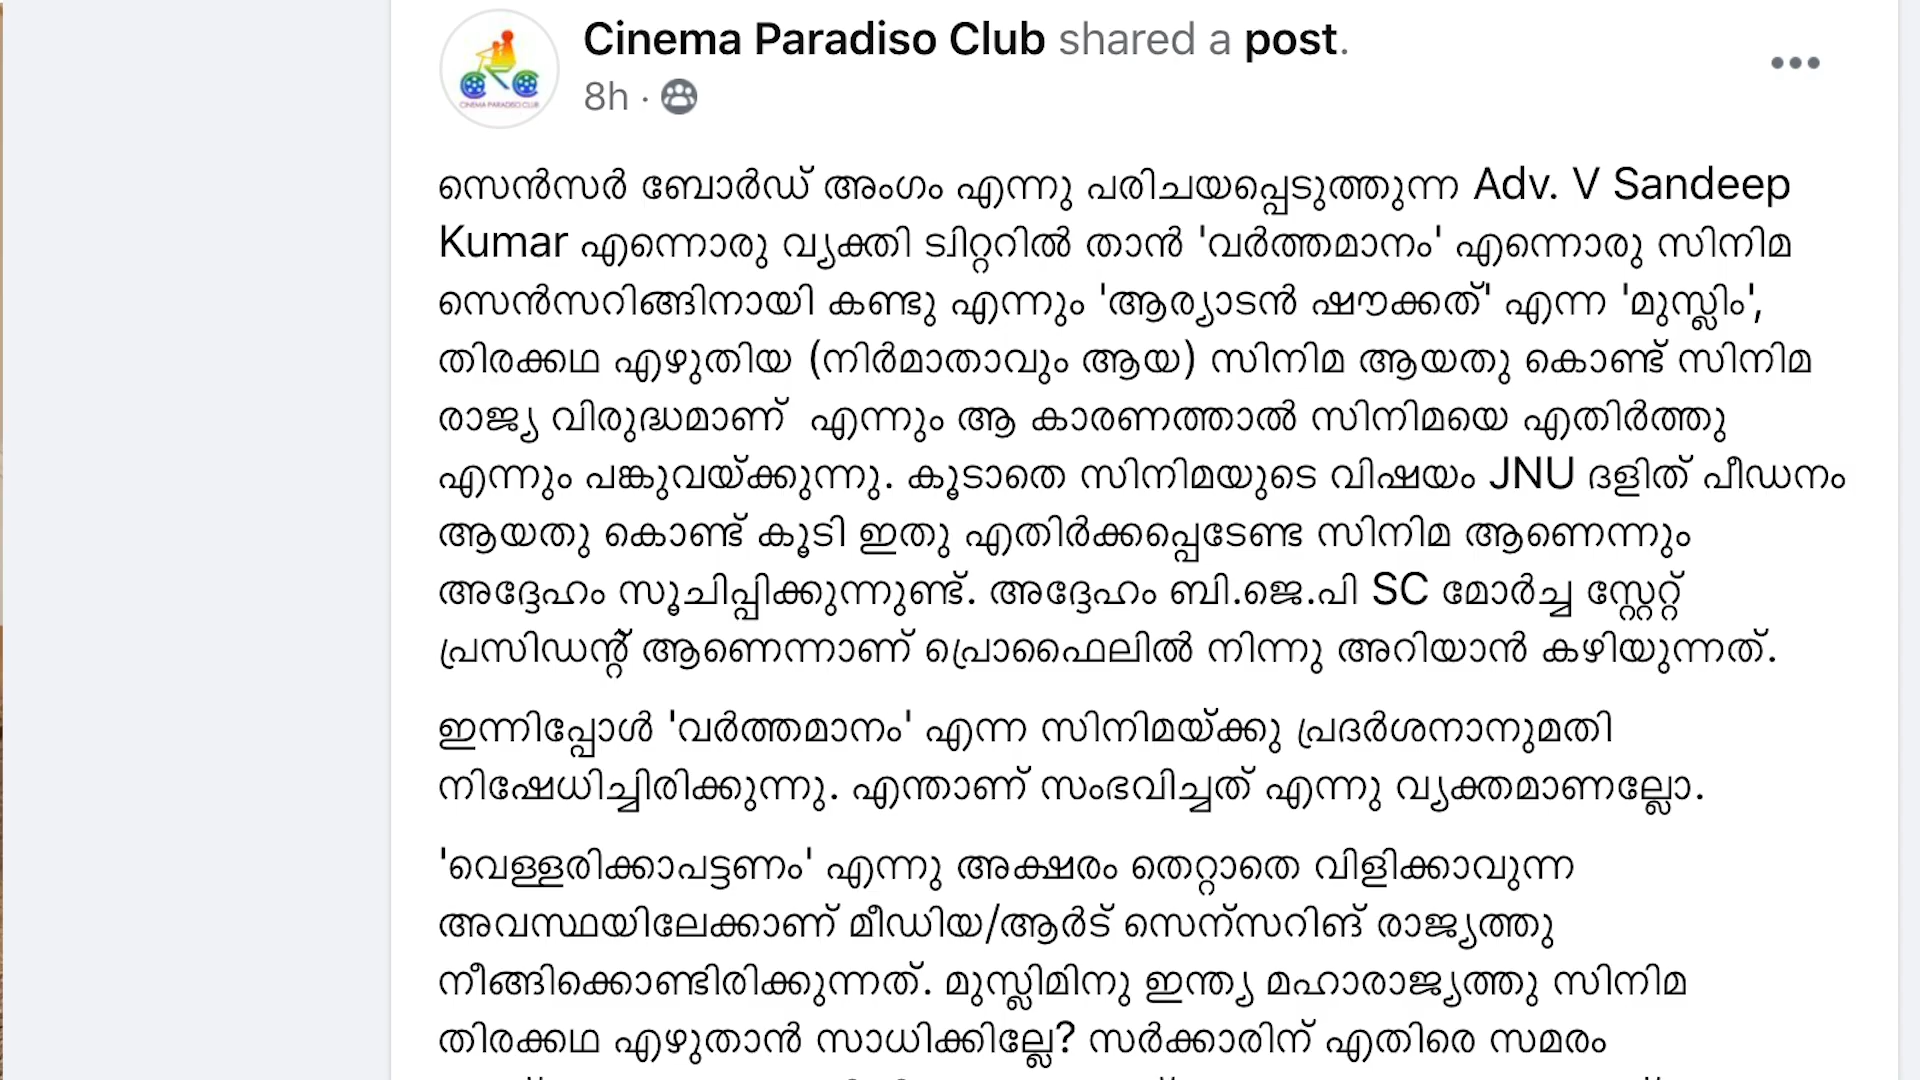 Cinema Paradiso Club shared a post.
8h ·
CINEMA PARADISO CLUB
സെൻസർ ബോർഡ് അംഗം എന്നു പരിചയപ്പെടുത്തുന്ന Adv. V Sandeep
Kumar എന്നൊരു വ്യക്തി ട്വിറ്ററിൽ താൻ 'വർത്തമാനം' എന്നൊരു സിനിമ
സെൻസറിങ്ങിനായി കണ്ടു എന്നും 'ആര്യാടൻ ഷൗക്കത്' എന്ന 'മുസ്ലിം',
തിരക്കഥ എഴുതിയ (നിർമാതാവും ആയ) സിനിമ ആയതു കൊണ്ട് സിനിമ
രാജ്യ വിരുദ്ധമാണ് എന്നും ആ കാരണത്താൽ സിനിമയെ എതിർത്തു
എന്നും പങ്കുവയ്ക്കുന്നു. കൂടാതെ സിനിമയുടെ വിഷയം JNU ദളിത് പീഡനം
ആയതു കൊണ്ട് കൂടി ഇതു എതിർക്കപ്പെടേണ്ട സിനിമ ആണെന്നും
അദ്ദേഹം സൂചിപ്പിക്കുന്നുണ്ട്. അദ്ദേഹം ബി.ജെ.പി SC മോർച്ച സ്റ്റേറ്റ്
പ്രസിഡന്റ് ആണെന്നാണ് പ്രൊഫൈലിൽ നിന്നു അറിയാൻ കഴിയുന്നത്.
ഇന്നിപ്പോൾ 'വർത്തമാനം' എന്ന സിനിമയ്ക്കു പ്രദർശനാനുമതി
നിഷേധിച്ചിരിക്കുന്നു. എന്താണ് സംഭവിച്ചത് എന്നു വ്യക്തമാണല്ലോ.
'വെള്ളരിക്കാപട്ടണം' എന്നു അക്ഷരം തെറ്റാതെ വിളിക്കാവുന്ന
അവസ്ഥയിലേക്കാണ് മീഡിയ/ആർട് സെന്സറിങ് രാജ്യത്തു
നീങ്ങിക്കൊണ്ടിരിക്കുന്നത്. മുസ്ലിമിനു ഇന്ത്യ മഹാരാജ്യത്തു സിനിമ
തിരക്കഥ എഴുതാൻ സാധിക്കില്ലേ? സർക്കാരിന് എതിരെ സമരം